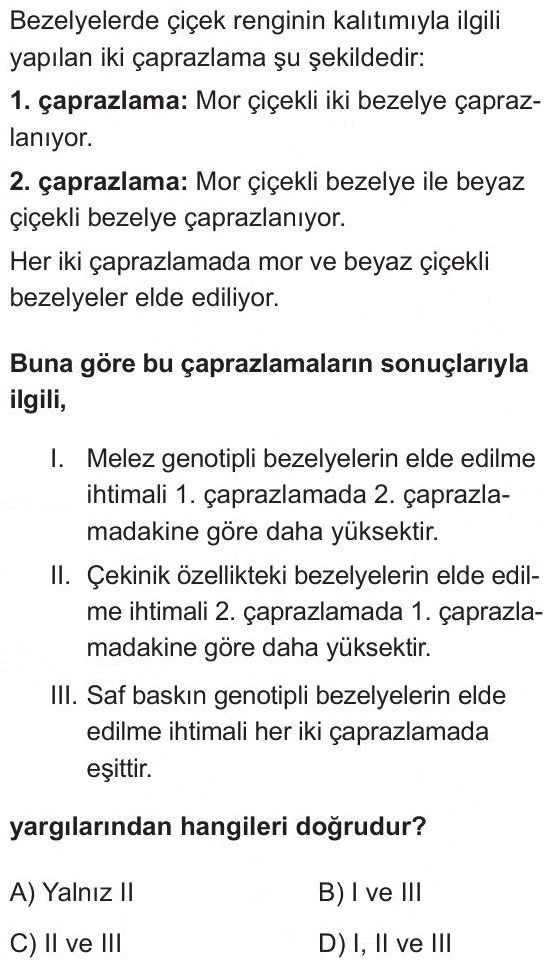 Bezelyelerde çiçek renginin kalıtımıyla ilgili
yapılan iki çaprazlama şu şekildedir:
1. çaprazlama: Mor çiçekli iki bezelye çapraz-
lanıyor.
2. çaprazlama: Mor çiçekli bezelye ile beyaz
çiçekli bezelye çaprazlanıyor.
Her iki çaprazlamada mor ve beyaz çiçekli
bezelyeler elde ediliyor.
Buna göre bu çaprazlamaların sonuçlarıyla
ilgili,
I. Melez genotipli bezelyelerin elde edilme
ihtimali 1. çaprazlamada 2. çaprazla-
madakine göre daha yüksektir.
II. Çekinik özellikteki bezelyelerin elde edil-
me ihtimali 2. çaprazlamada 1. çaprazla-
madakine göre daha yüksektir.
III. Saf baskın genotipli bezelyelerin elde
edilme ihtimali her iki çaprazlamada
eşittir.
yargılarından hangileri doğrudur?
A) Yalnız II B) I ve III
C) II ve III D) I, II ve III